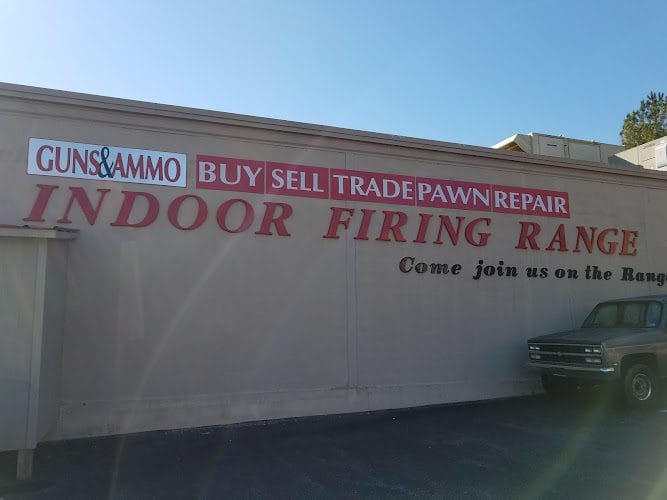 GUNS&AMMO BUY SELL TRADE PAWN REPAIR
INDOOR FIRING RANGE
Come join us on the Range